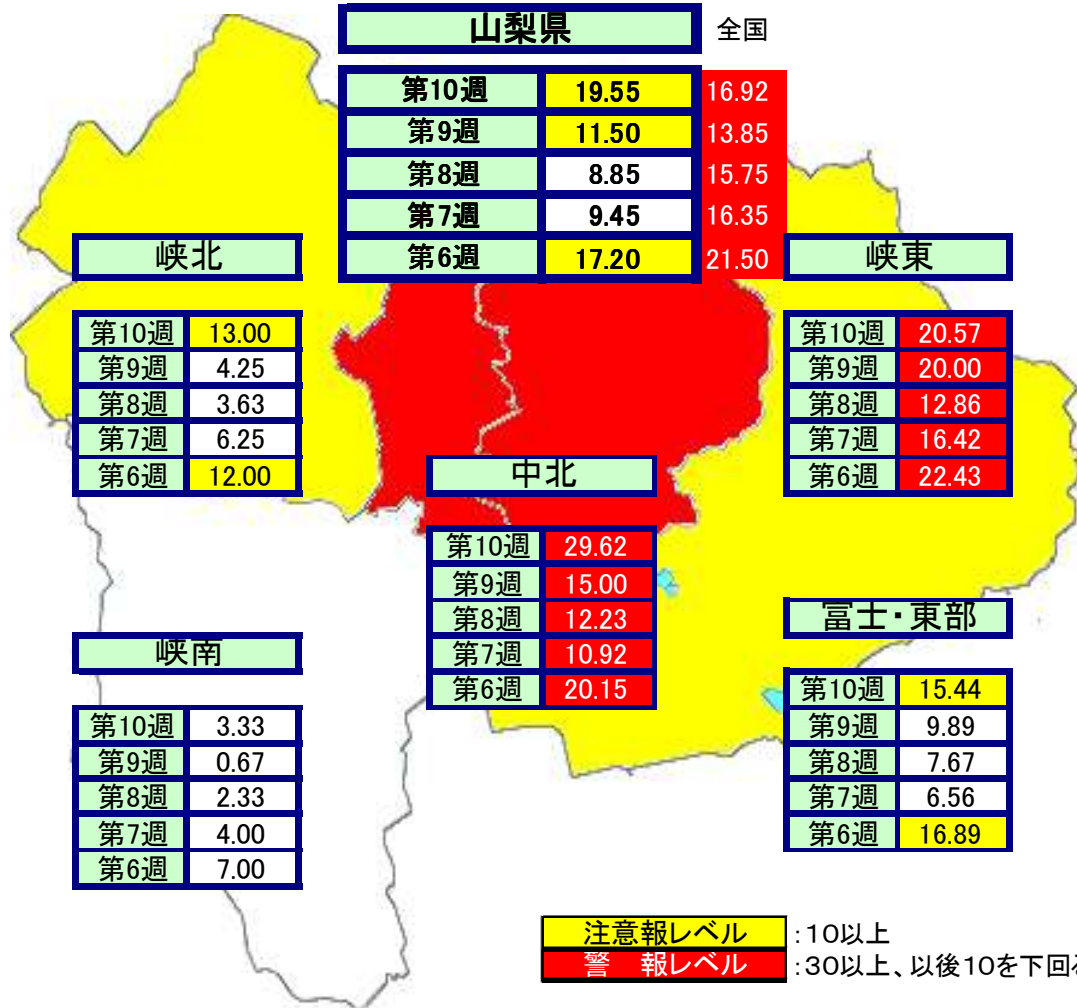 山梨県 全国
第10週 19.55 16.92
第9週 11.50 13.85
第8週 8.85 15.75
第7週 9.45 16.35
第6週 17.20 21.50
峡北
第10週 13.00
第9週 4.25
第8週 3.63
第7週 6.25
第6週 12.00
峡東
第10週 20.57
第9週 20.00
第8週 12.86
第7週 16.42
第6週 22.43
中北
第10週 29.62
第9週 15.00
第8週 12.23
第7週 10.92
第6週 20.15
峡南
第10週 3.33
第9週 0.67
第8週 2.33
第7週 4.00
第6週 7.00
冨士・東部
第10週 15.44
第9週 9.89
第8週 7.67
第7週 6.56
第6週 16.89
注意報レベル :10以上
警 報レベル :30以上、以後10を下回